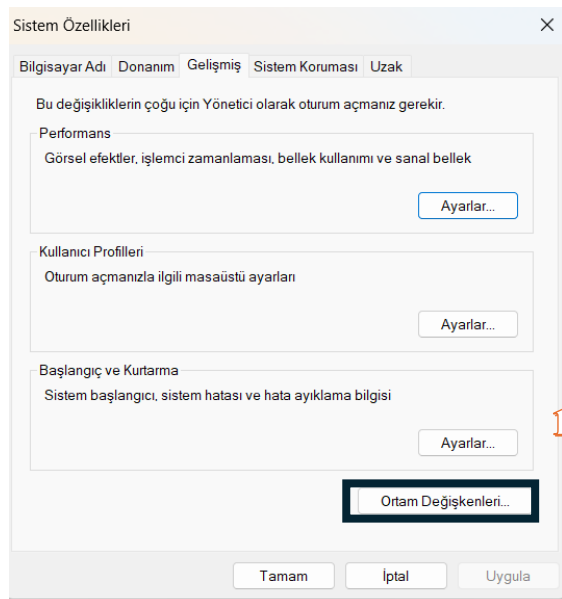 Sistem Özellikleri
Bilgisayar Adı Donanım Gelişmiş Sistem Koruması Uzak
Bu değişikliklerin çoğu için Yönetici olarak oturum açmanız gerekir.
Performans
Görsel efektler, işlemci zamanlaması, bellek kullanımı ve sanal bellek
Ayarlar...
Kullanıcı Profilleri
Oturum açmanızla ilgili masaüstü ayarları
Ayarlar...
Başlangıç ve Kurtarma
Sistem başlangıcı, sistem hatası ve hata ayıklama bilgisi
Ayarlar...
Ortam Değişkenleri...
Tamam İptal Uygula